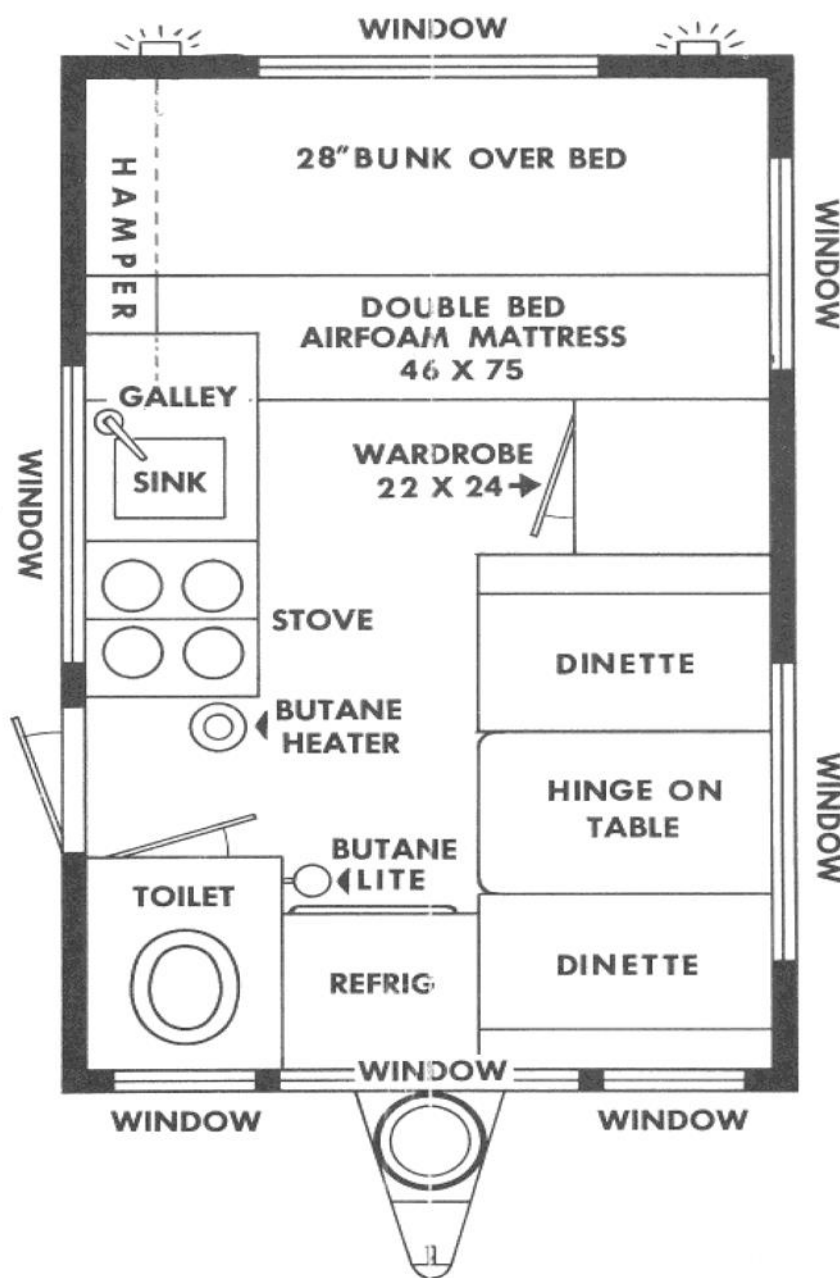 WINDOW
28" BUNK OVER BED
HAMPER
WINDOW
DOUBLE BED
AIRFOAM MATTRESS
46 X 75
GALLEY
SINK
WINDOW
WARDROBE
22 X 24
STOVE
DINETTE
BUTANE
HEATER
HINGE ON
TABLE
WINDOW
BUTANE
LITE
TOILET
REFRIG
DINETTE
WINDOW
WINDOW
WINDOW